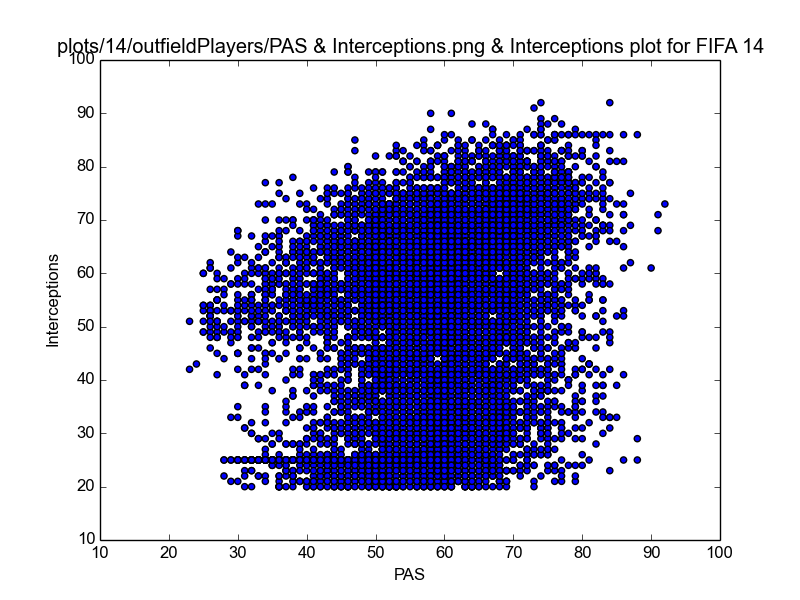 plots/14/outfieldPlayers/PAS & Interceptions.png & Interceptions plot for FIFA 14
100
90
80
70
60
50
40
30
20
10
Interceptions
10 20 30 40 50 60 70 80 90 100
PAS